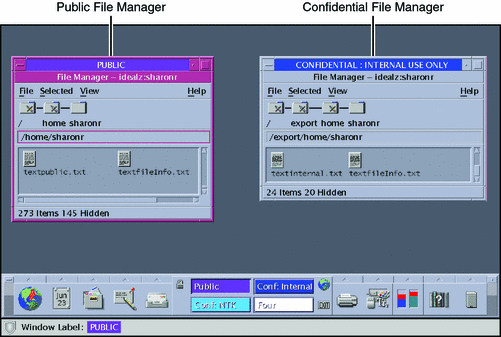 Public File Manager
Confidential File Manager
PUBLIC
File Manager – idealz:sharonr
File Selected View Help
/ home sharonr
/home/sharonr
textpublic.txt textfileInfo.txt
273 Items 145 Hidden
CONFIDENTIAL : INTERNAL USE ONLY
File Manager – idealz:sharonr
File Selected View Help
/ export home sharonr
/export/home/sharonr
textinternal.txt textfileInfo.txt
24 Items 20 Hidden
Jun
23
Public
Conf: Internal
Conf: NTK
Four
EXIT
Window Label: PUBLIC